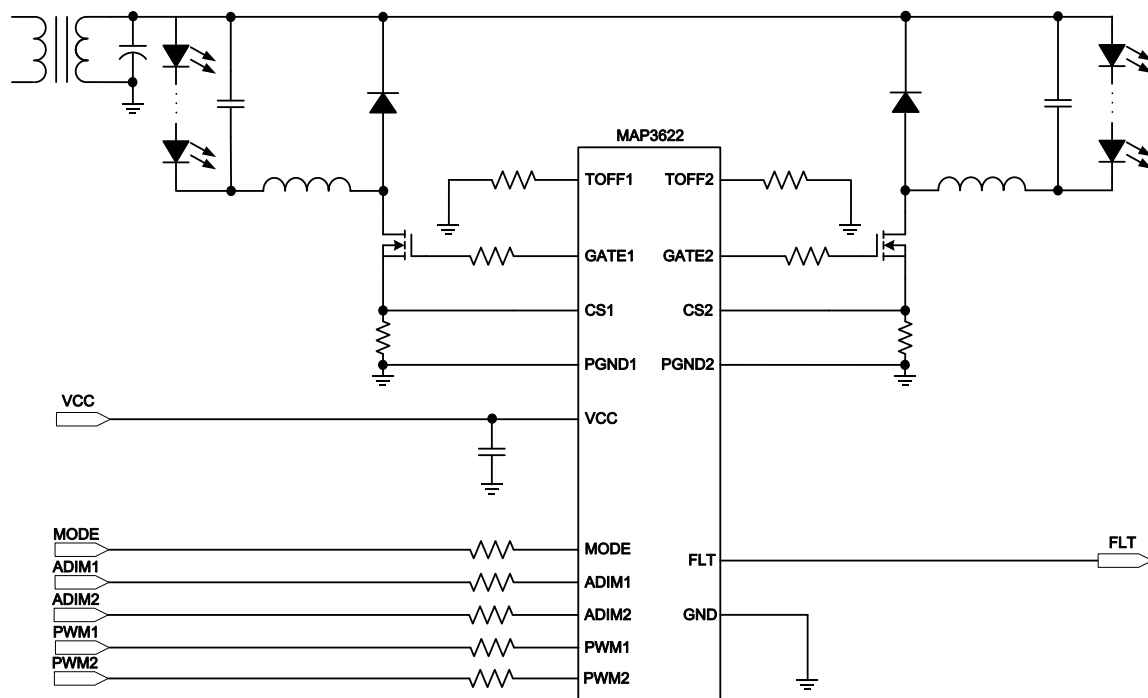 MAP3622
TOFF1 TOFF2
GATE1 GATE2
CS1 CS2
PGND1 PGND2
VCC VCC
MODE MODE
FLT FLT
ADIM1 ADIM1
ADIM2 ADIM2 GND
PWM1 PWM1
PWM2 PWM2